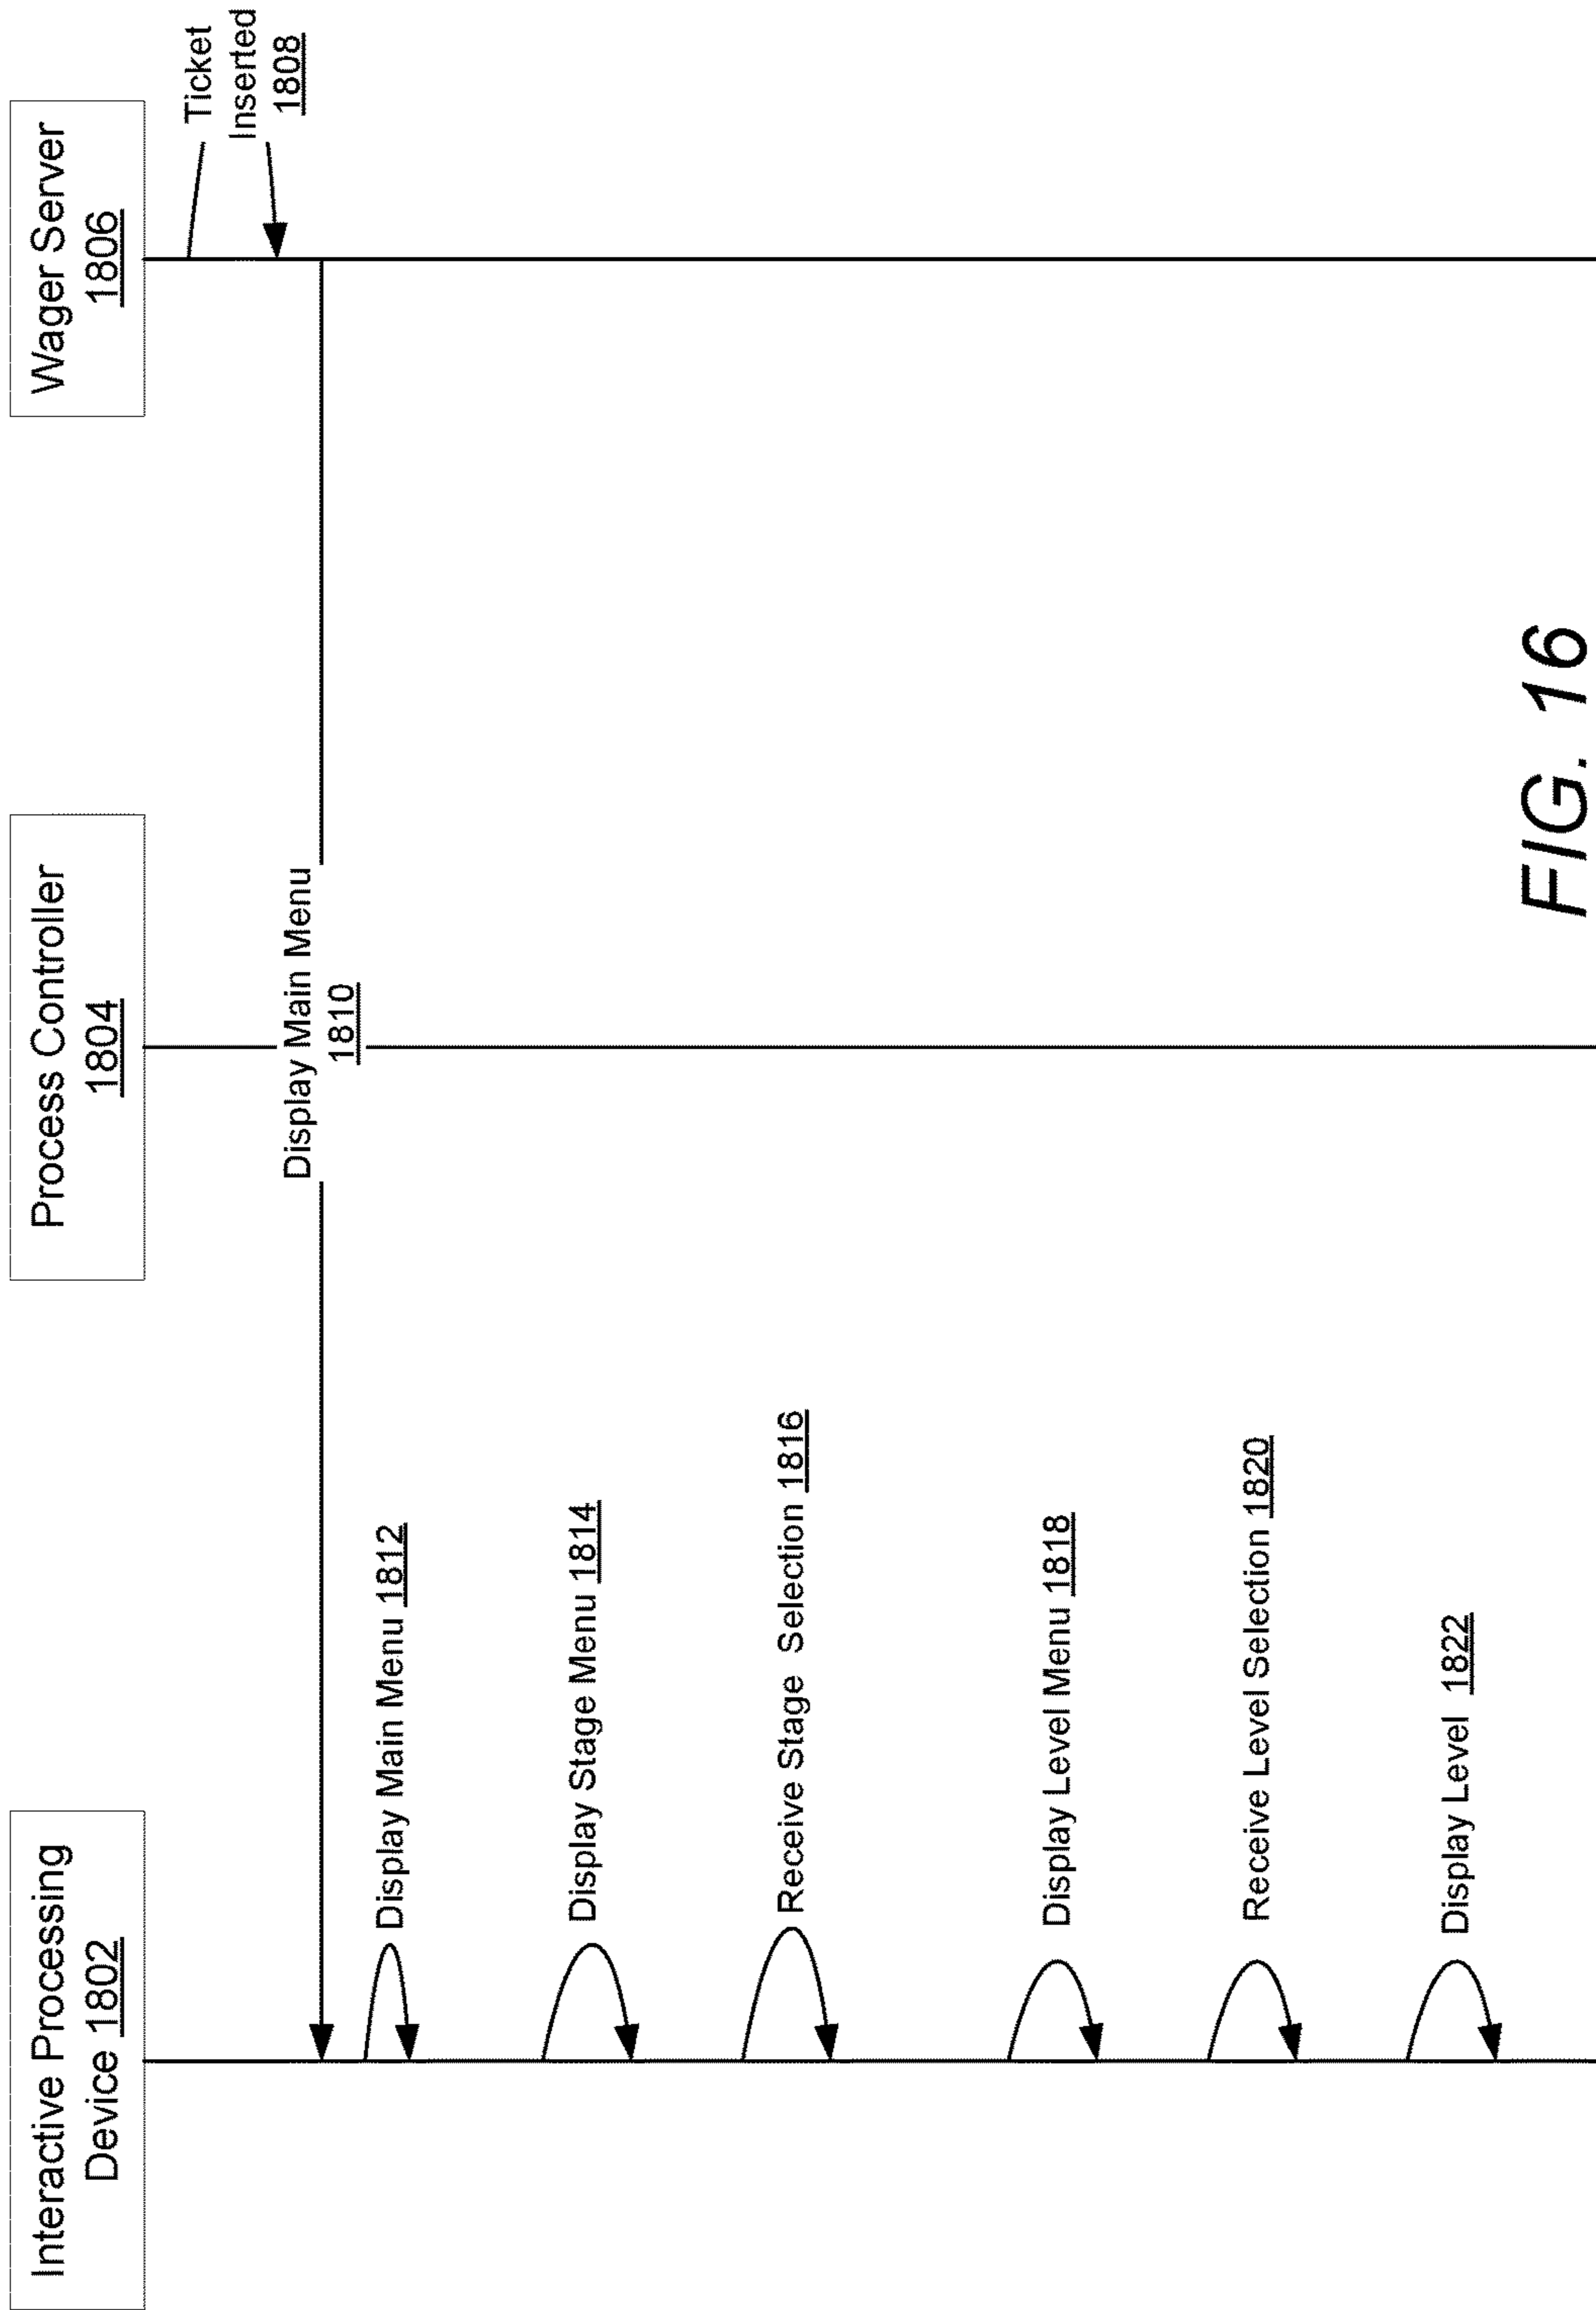 Interactive Processing
Device 1802
Process Controller
1804
Wager Server
1806
Ticket
Inserted
1808
Display Main Menu
1810
Display Main Menu 1812
Display Stage Menu 1814
Receive Stage Selection 1816
Display Level Menu 1818
Receive Level Selection 1820
Display Level 1822
FIG. 16